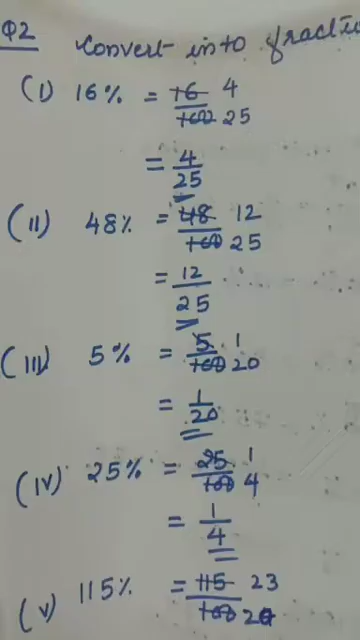 Q2 Convert into fracti
(I) 16% = 16/100 4/25
= 4/25
(II) 48% = 48/100 12/25
= 12/25
(III) 5% = 5/100 1/20
= 1/20
(IV) 25% = 25/100 1/4
= 1/4
(V) 115% = 115/100 23/20